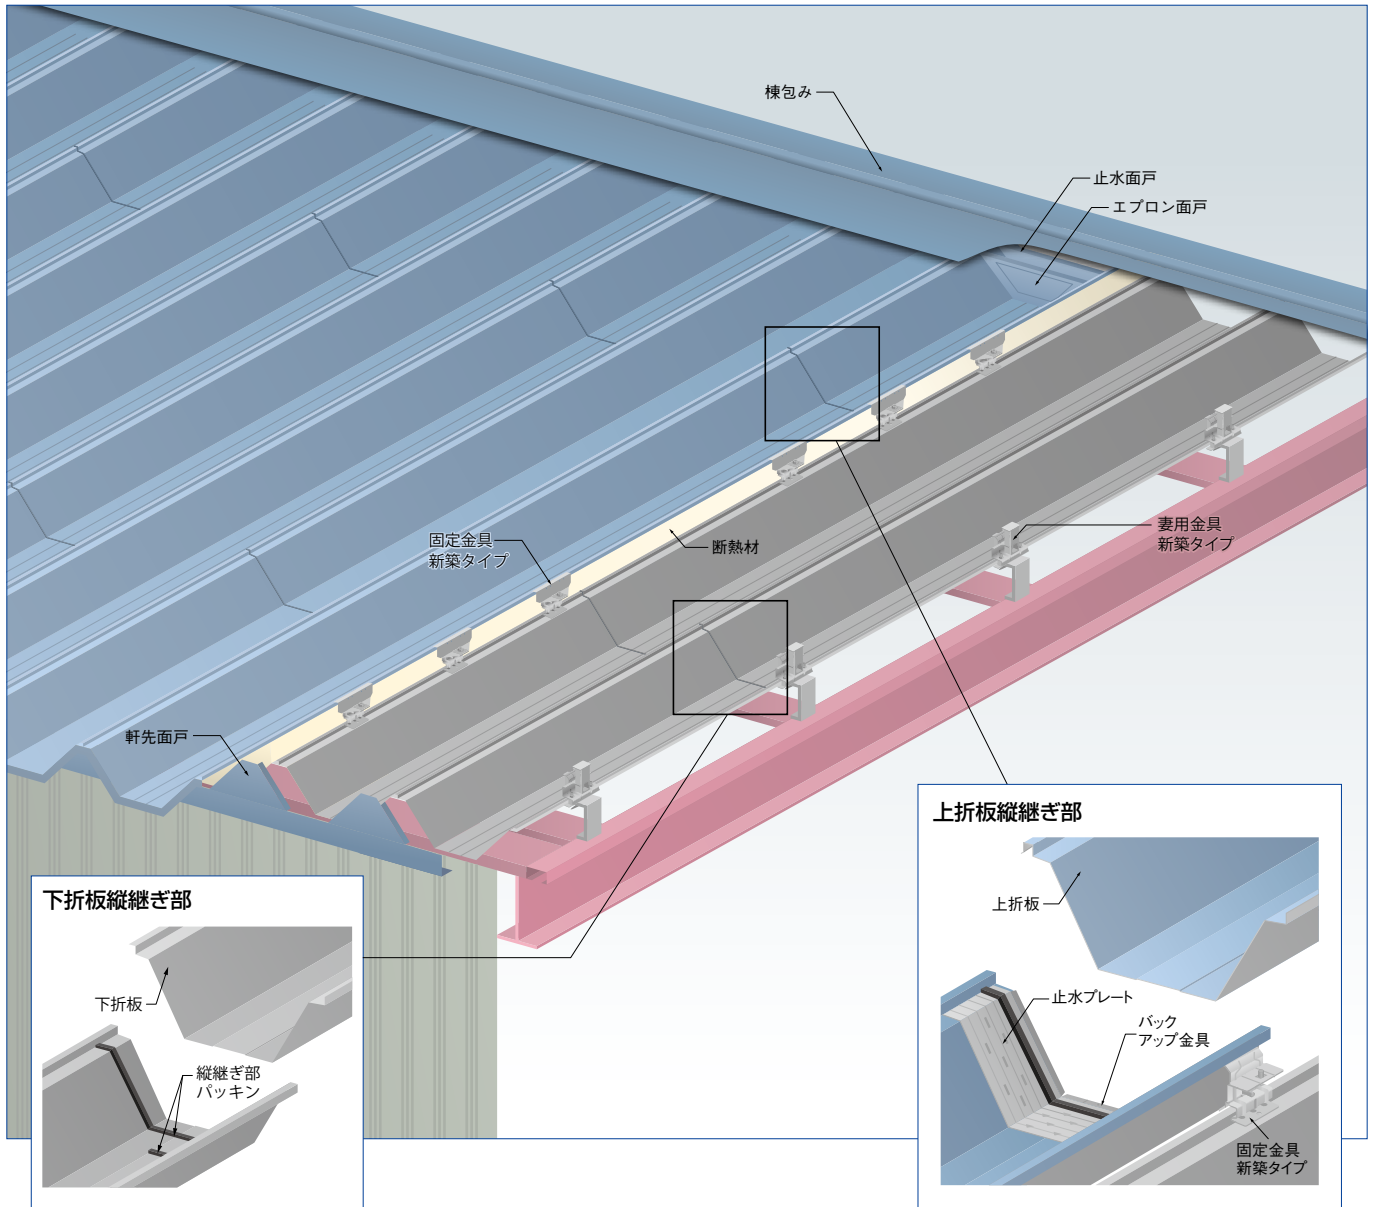 棟包み
止水面戸
エプロン面戸
固定金具
新築タイプ
断熱材
妻用金具
新築タイプ
軒先面戸
下折板縦継ぎ部
下折板
縦継ぎ部
パッキン
上折板縦継ぎ部
上折板
止水プレート
バック
アップ金具
固定金具
新築タイプ